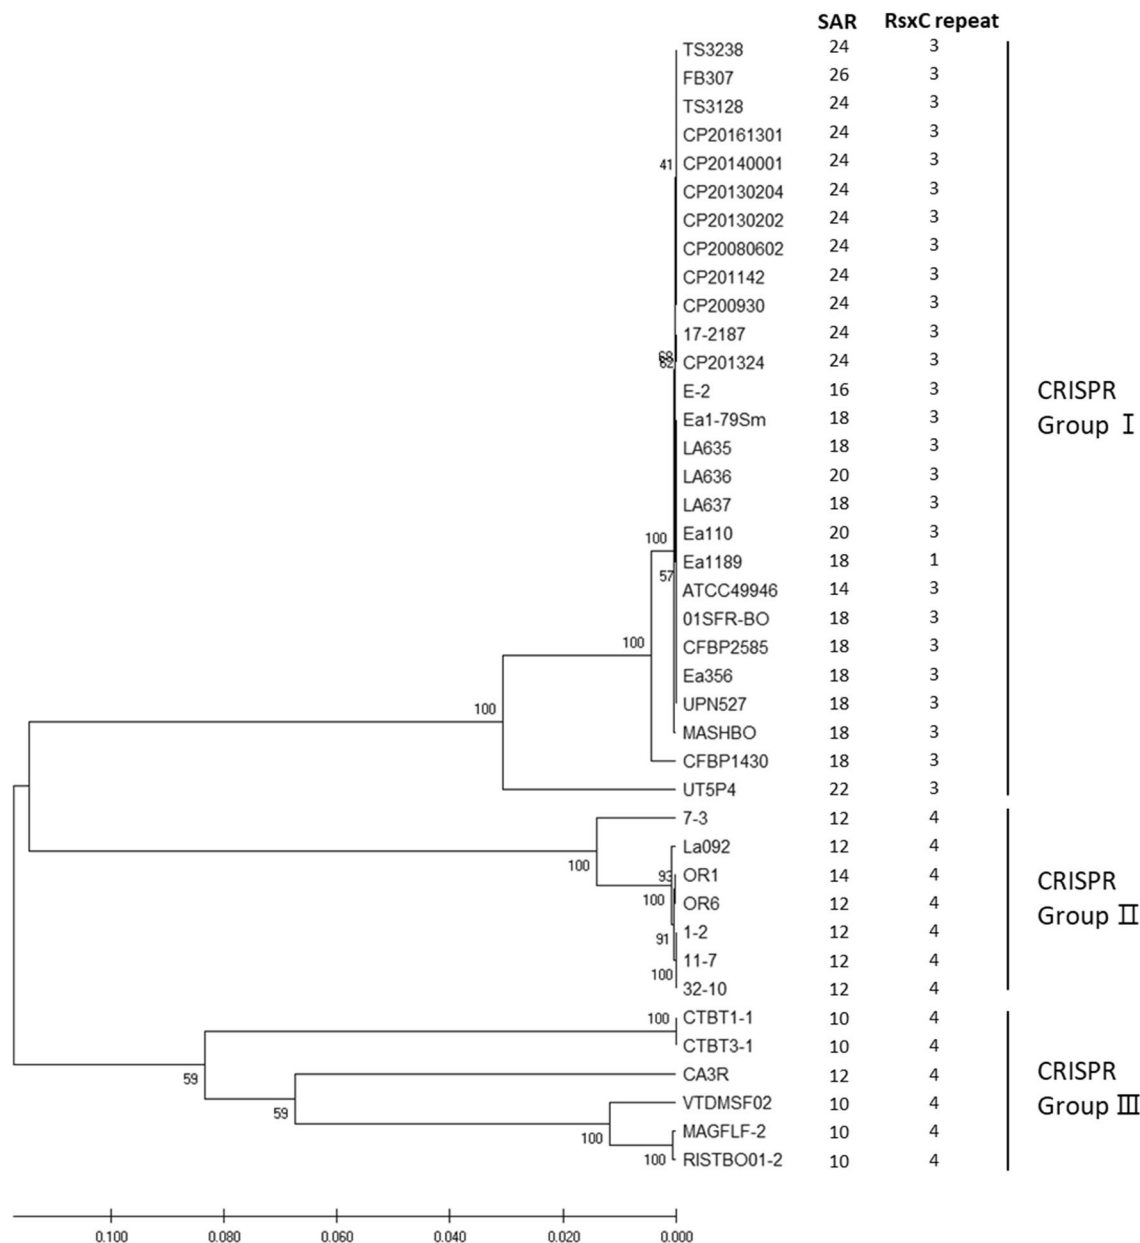 SAR RsxC repeat
TS3238 24 3
FB307 26 3
TS3128 24 3
CP20161301 24 3
41 CP20140001 24 3
CP20130204 24 3
CP20130202 24 3
CP20080602 24 3
CP201142 24 3
CP200930 24 3
17-2187 24 3
68
62 CP201324 24 3
E-2 16 3
CRISPR
Ea1-79Sm 18 3
Group I
LA635 18 3
LA636 20 3
LA637 18 3
Ea110 20 3
100
Ea1189 18 1
57
ATCC49946 14 3
01SFR-BO 18 3
100 CFBP2585 18 3
Ea356 18 3
100 UPN527 18 3
MASHBO 18 3
CFBP1430 18 3
UT5P4 22 3
7-3 12 4
La092 12 4
100
93 OR1 14 4
CRISPR
100 OR6 12 4
Group II
91 1-2 12 4
11-7 12 4
100 32-10 12 4
100 CTBT1-1 10 4
CTBT3-1 10 4
59 CA3R 12 4
CRISPR
VTDMSF02 10 4
Group III
59
MAGFLF-2 10 4
100
100 RISTBO01-2 10 4
0.100 0.080 0.060 0.040 0.020 0.000